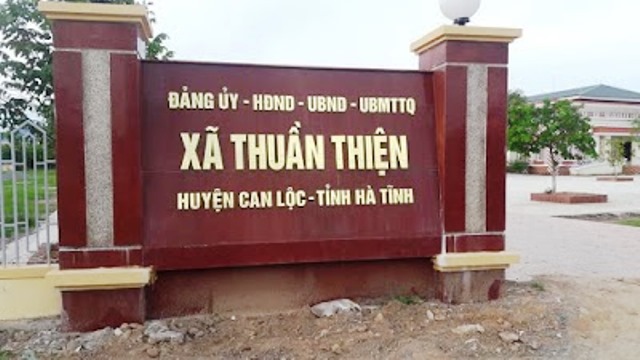 ĐẢNG ỦY - HĐND - UBND - UBMTTQ
XÃ THUẦN THIỆN
HUYỆN CAN LỘC - TỈNH HÀ TĨNH